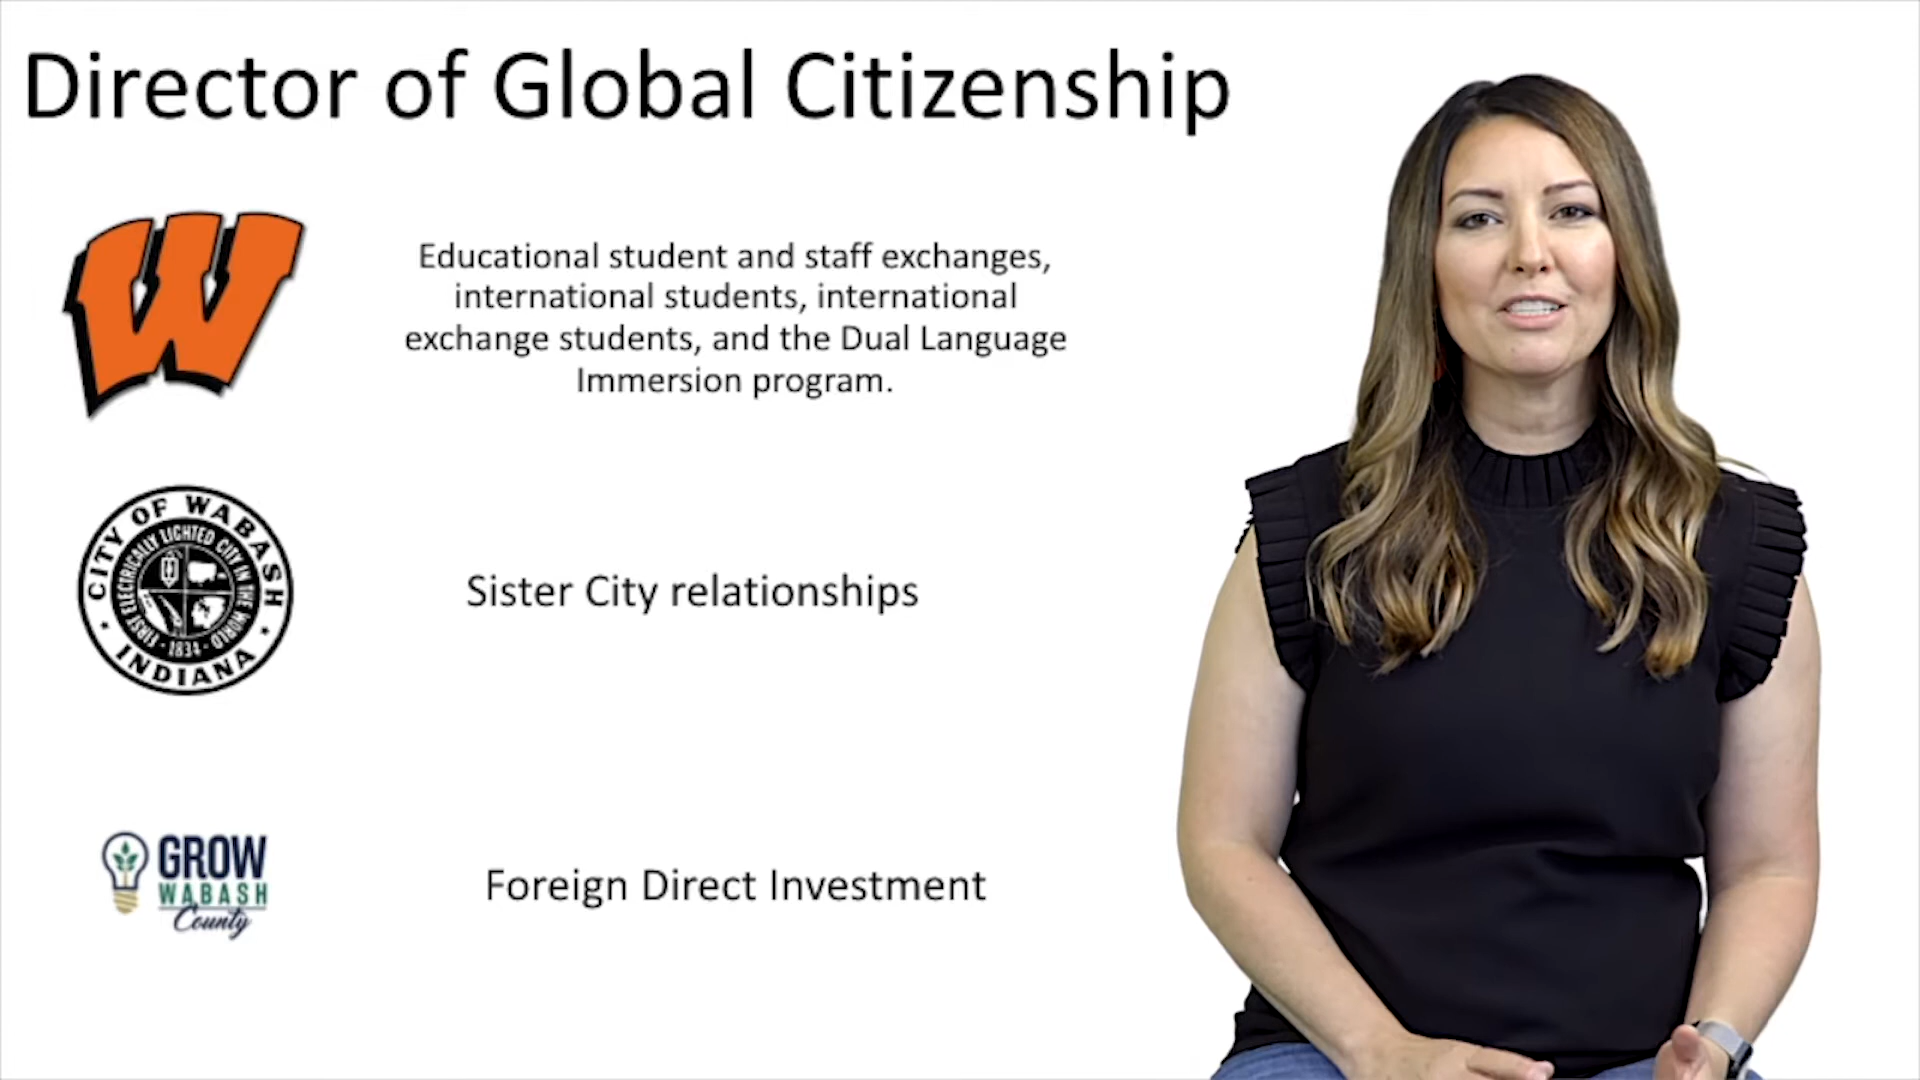 Director of Global Citizenship
W
Educational student and staff exchanges,
international students, international
exchange students, and the Dual Language
Immersion program.
CITY OF WABASH
FIRST ELECTRICALLY LIGHTED CITY IN THE WORLD
1834
INDIANA
Sister City relationships
GROW
WABASH
County
Foreign Direct Investment